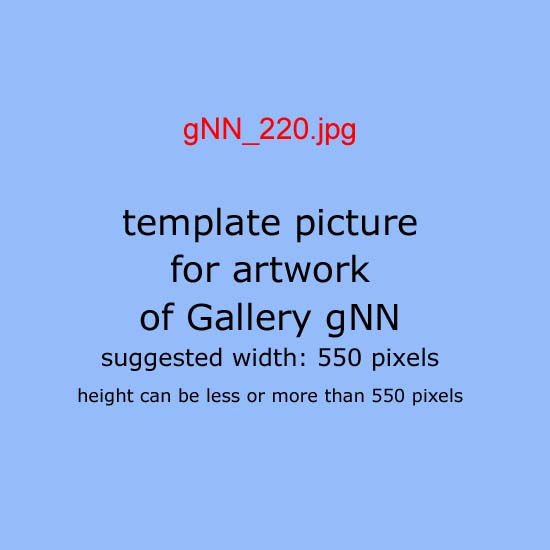 gNN_220.jpg
template picture
for artwork
of Gallery gNN
suggested width: 550 pixels
height can be less or more than 550 pixels